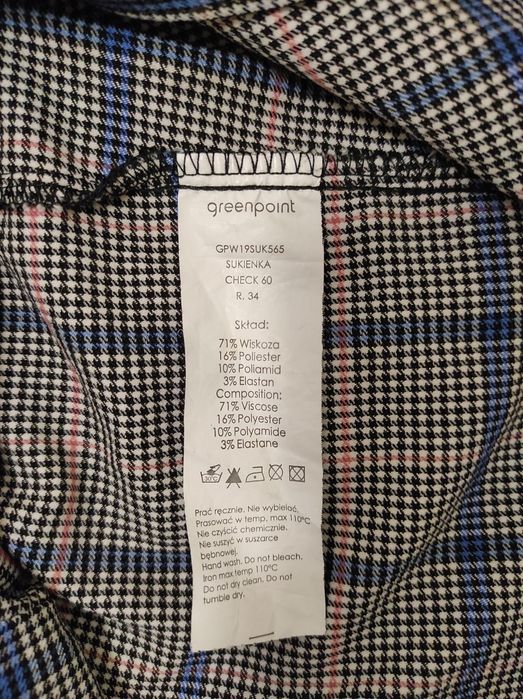 greenpoint
GPW19SUK565
SUKIENKA
CHECK 60
R. 34
Skład:
71% Wiskoza
16% Poliester
10% Poliamid
3% Elastan
Composition:
71% Viscose
16% Polyester
10% Polyamide
3% Elastane
30°C
Prać ręcznie. Nie wybielać.
Prasować w temp. max 110°C
Nie czyścić chemicznie.
Nie suszyć w suszarce
bębnowej.
Hand wash. Do not bleach.
Iron max temp 110°C
Do not dry clean. Do not
tumble dry.